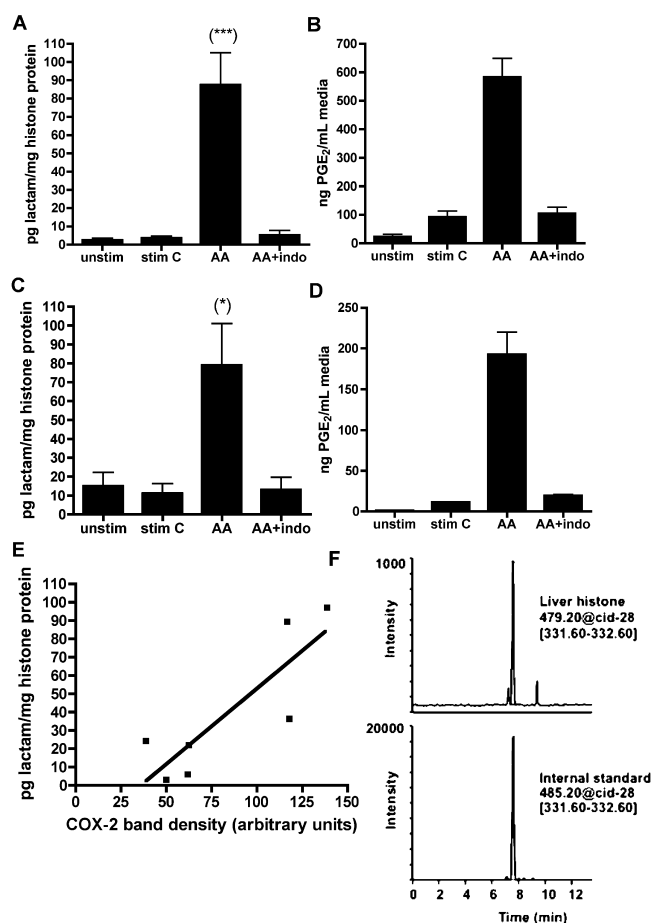 A
(***)
pg lactam/mg histone protein
110
100
90
80
70
60
50
40
30
20
10
0
unstim stim C AA AA+indo
B
ng PGE₂/mL media
700
600
500
400
300
200
100
0
unstim stim C AA AA+indo
C
(*)
pg lactam/mg histone protein
110
100
90
80
70
60
50
40
30
20
10
0
unstim stim C AA AA+indo
D
ng PGE₂/mL media
250
200
150
100
50
0
unstim stim C AA AA+indo
E
pg lactam/mg histone protein
110
100
90
80
70
60
50
40
30
20
10
0
0 25 50 75 100 125 150
COX-2 band density (arbitrary units)
F
1000
Intensity
Liver histone
479.20@cid-28
[331.60-332.60]
20000
Intensity
Internal standard
485.20@cid-28
[331.60-332.60]
0 2 4 6 8 10 12
Time (min)